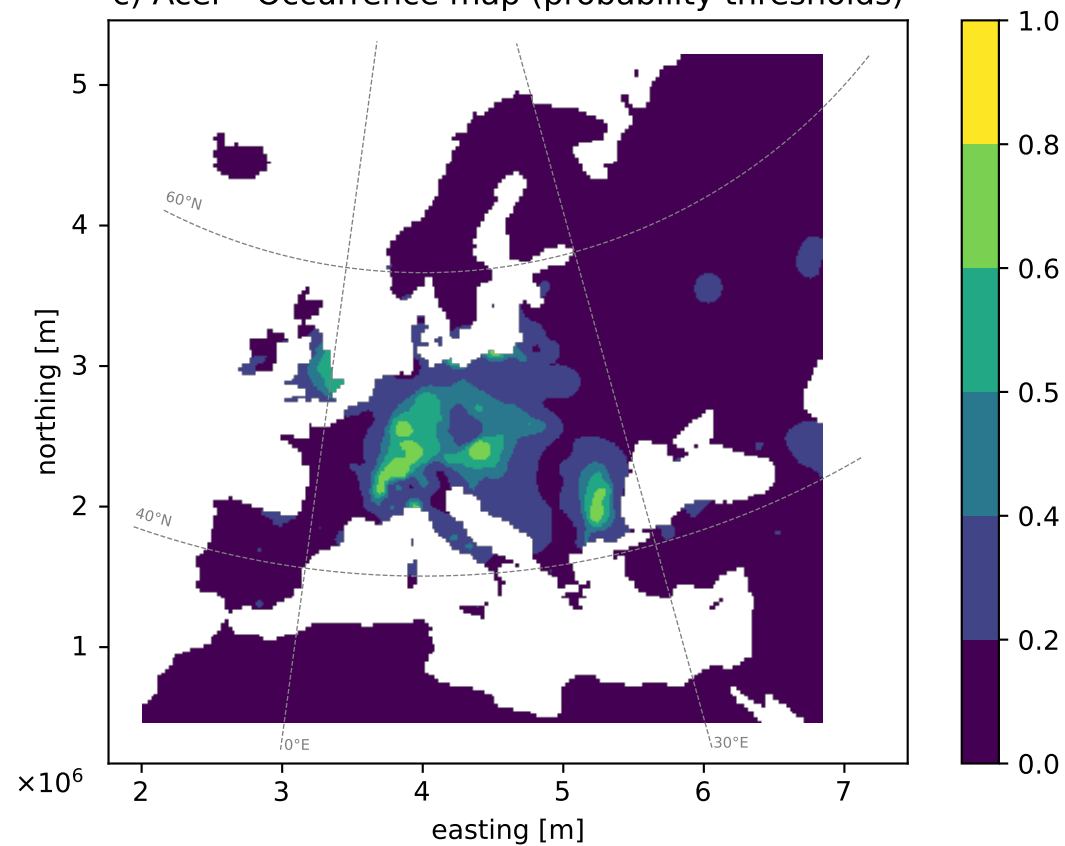 c) Acer - Occurrence map (probability thresholds)
1.0
5
0.8
60°N
4
0.6
northing [m]
3
0.5
0.4
40°N
2
0.2
1
0°E
30°E
0.0
×10⁶
2 3 4 5 6 7
easting [m]